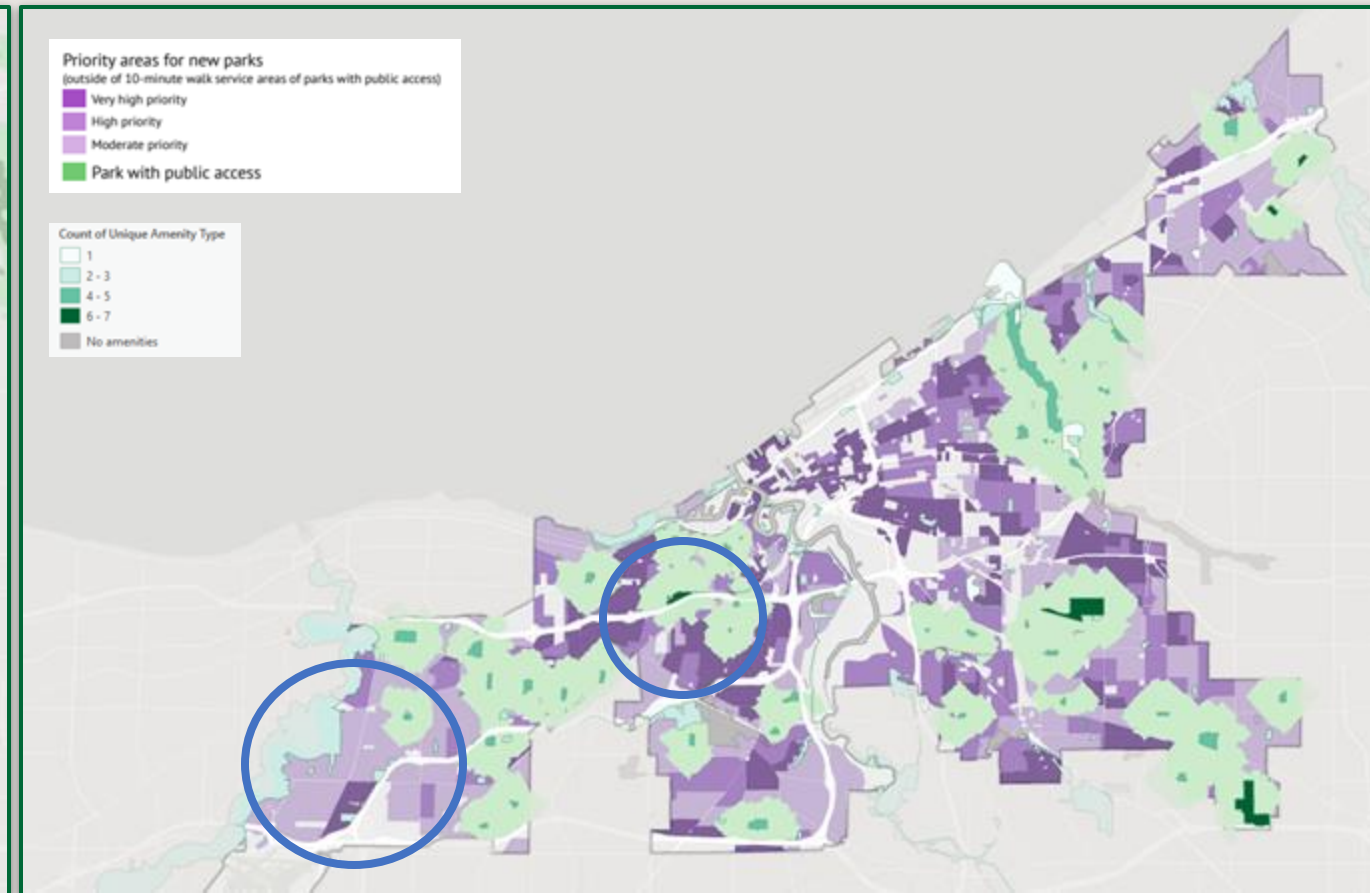 Priority areas for new parks
(outside of 10-minute walk service areas of parks with public access)
Very high priority
High priority
Moderate priority
Park with public access
Count of Unique Amenity Type
1
2 - 3
4 - 5
6 - 7
No amenities